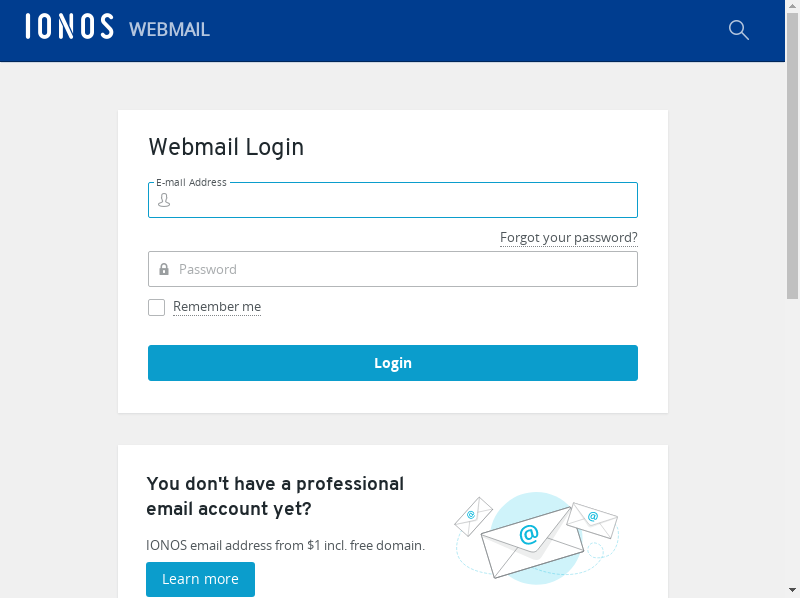 IONOS WEBMAIL
Webmail Login
E-mail Address
Forgot your password?
Password
Remember me
Login
You don't have a professional
email account yet?
IONOS email address from $1 incl. free domain.
Learn more
@
@
@